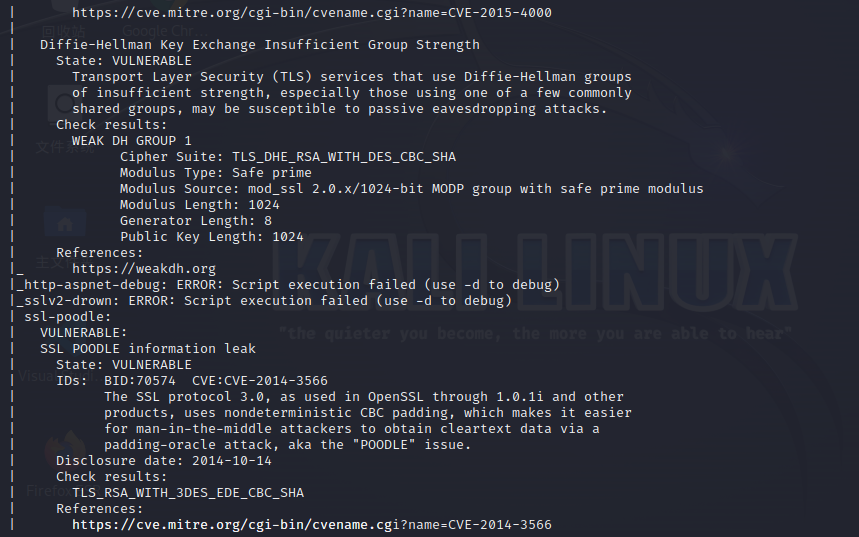 | https://cve.mitre.org/cgi-bin/cvename.cgi?name=CVE-2015-4000
|
| Diffie-Hellman Key Exchange Insufficient Group Strength
| State: VULNERABLE
| Transport Layer Security (TLS) services that use Diffie-Hellman groups
| of insufficient strength, especially those using one of a few commonly
| shared groups, may be susceptible to passive eavesdropping attacks.
| Check results:
| WEAK DH GROUP 1
| Cipher Suite: TLS_DHE_RSA_WITH_DES_CBC_SHA
| Modulus Type: Safe prime
| Modulus Source: mod_ssl 2.0.x/1024-bit MODP group with safe prime modulus
| Modulus Length: 1024
| Generator Length: 8
| Public Key Length: 1024
| References:
|_ https://weakdh.org
|_http-aspnet-debug: ERROR: Script execution failed (use -d to debug)
|_sslv2-drown: ERROR: Script execution failed (use -d to debug)
| ssl-poodle:
| VULNERABLE:
| SSL POODLE information leak
| State: VULNERABLE
| IDs: BID:70574 CVE:CVE-2014-3566
| The SSL protocol 3.0, as used in OpenSSL through 1.0.1i and other
| products, uses nondeterministic CBC padding, which makes it easier
| for man-in-the-middle attackers to obtain cleartext data via a
| padding-oracle attack, aka the "POODLE" issue.
| Disclosure date: 2014-10-14
| Check results:
| TLS_RSA_WITH_3DES_EDE_CBC_SHA
| References:
| https://cve.mitre.org/cgi-bin/cvename.cgi?name=CVE-2014-3566
回收站
Google Chr...
文件
KALI LINUX
"the quieter you become, the more you are able to hear"